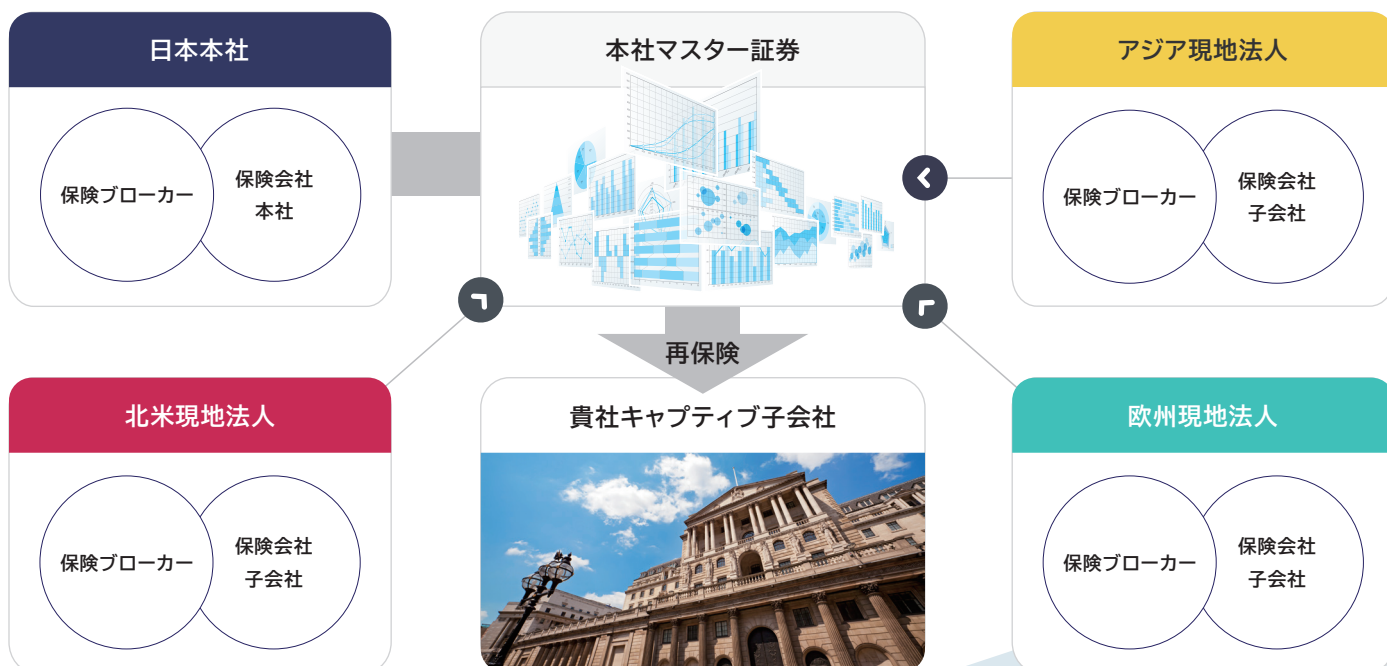 日本本社
保険ブローカー
保険会社
本社
本社マスター証券
アジア現地法人
保険ブローカー
保険会社
子会社
再保険
北米現地法人
保険ブローカー
保険会社
子会社
貴社キャプティブ子会社
欧州現地法人
保険ブローカー
保険会社
子会社